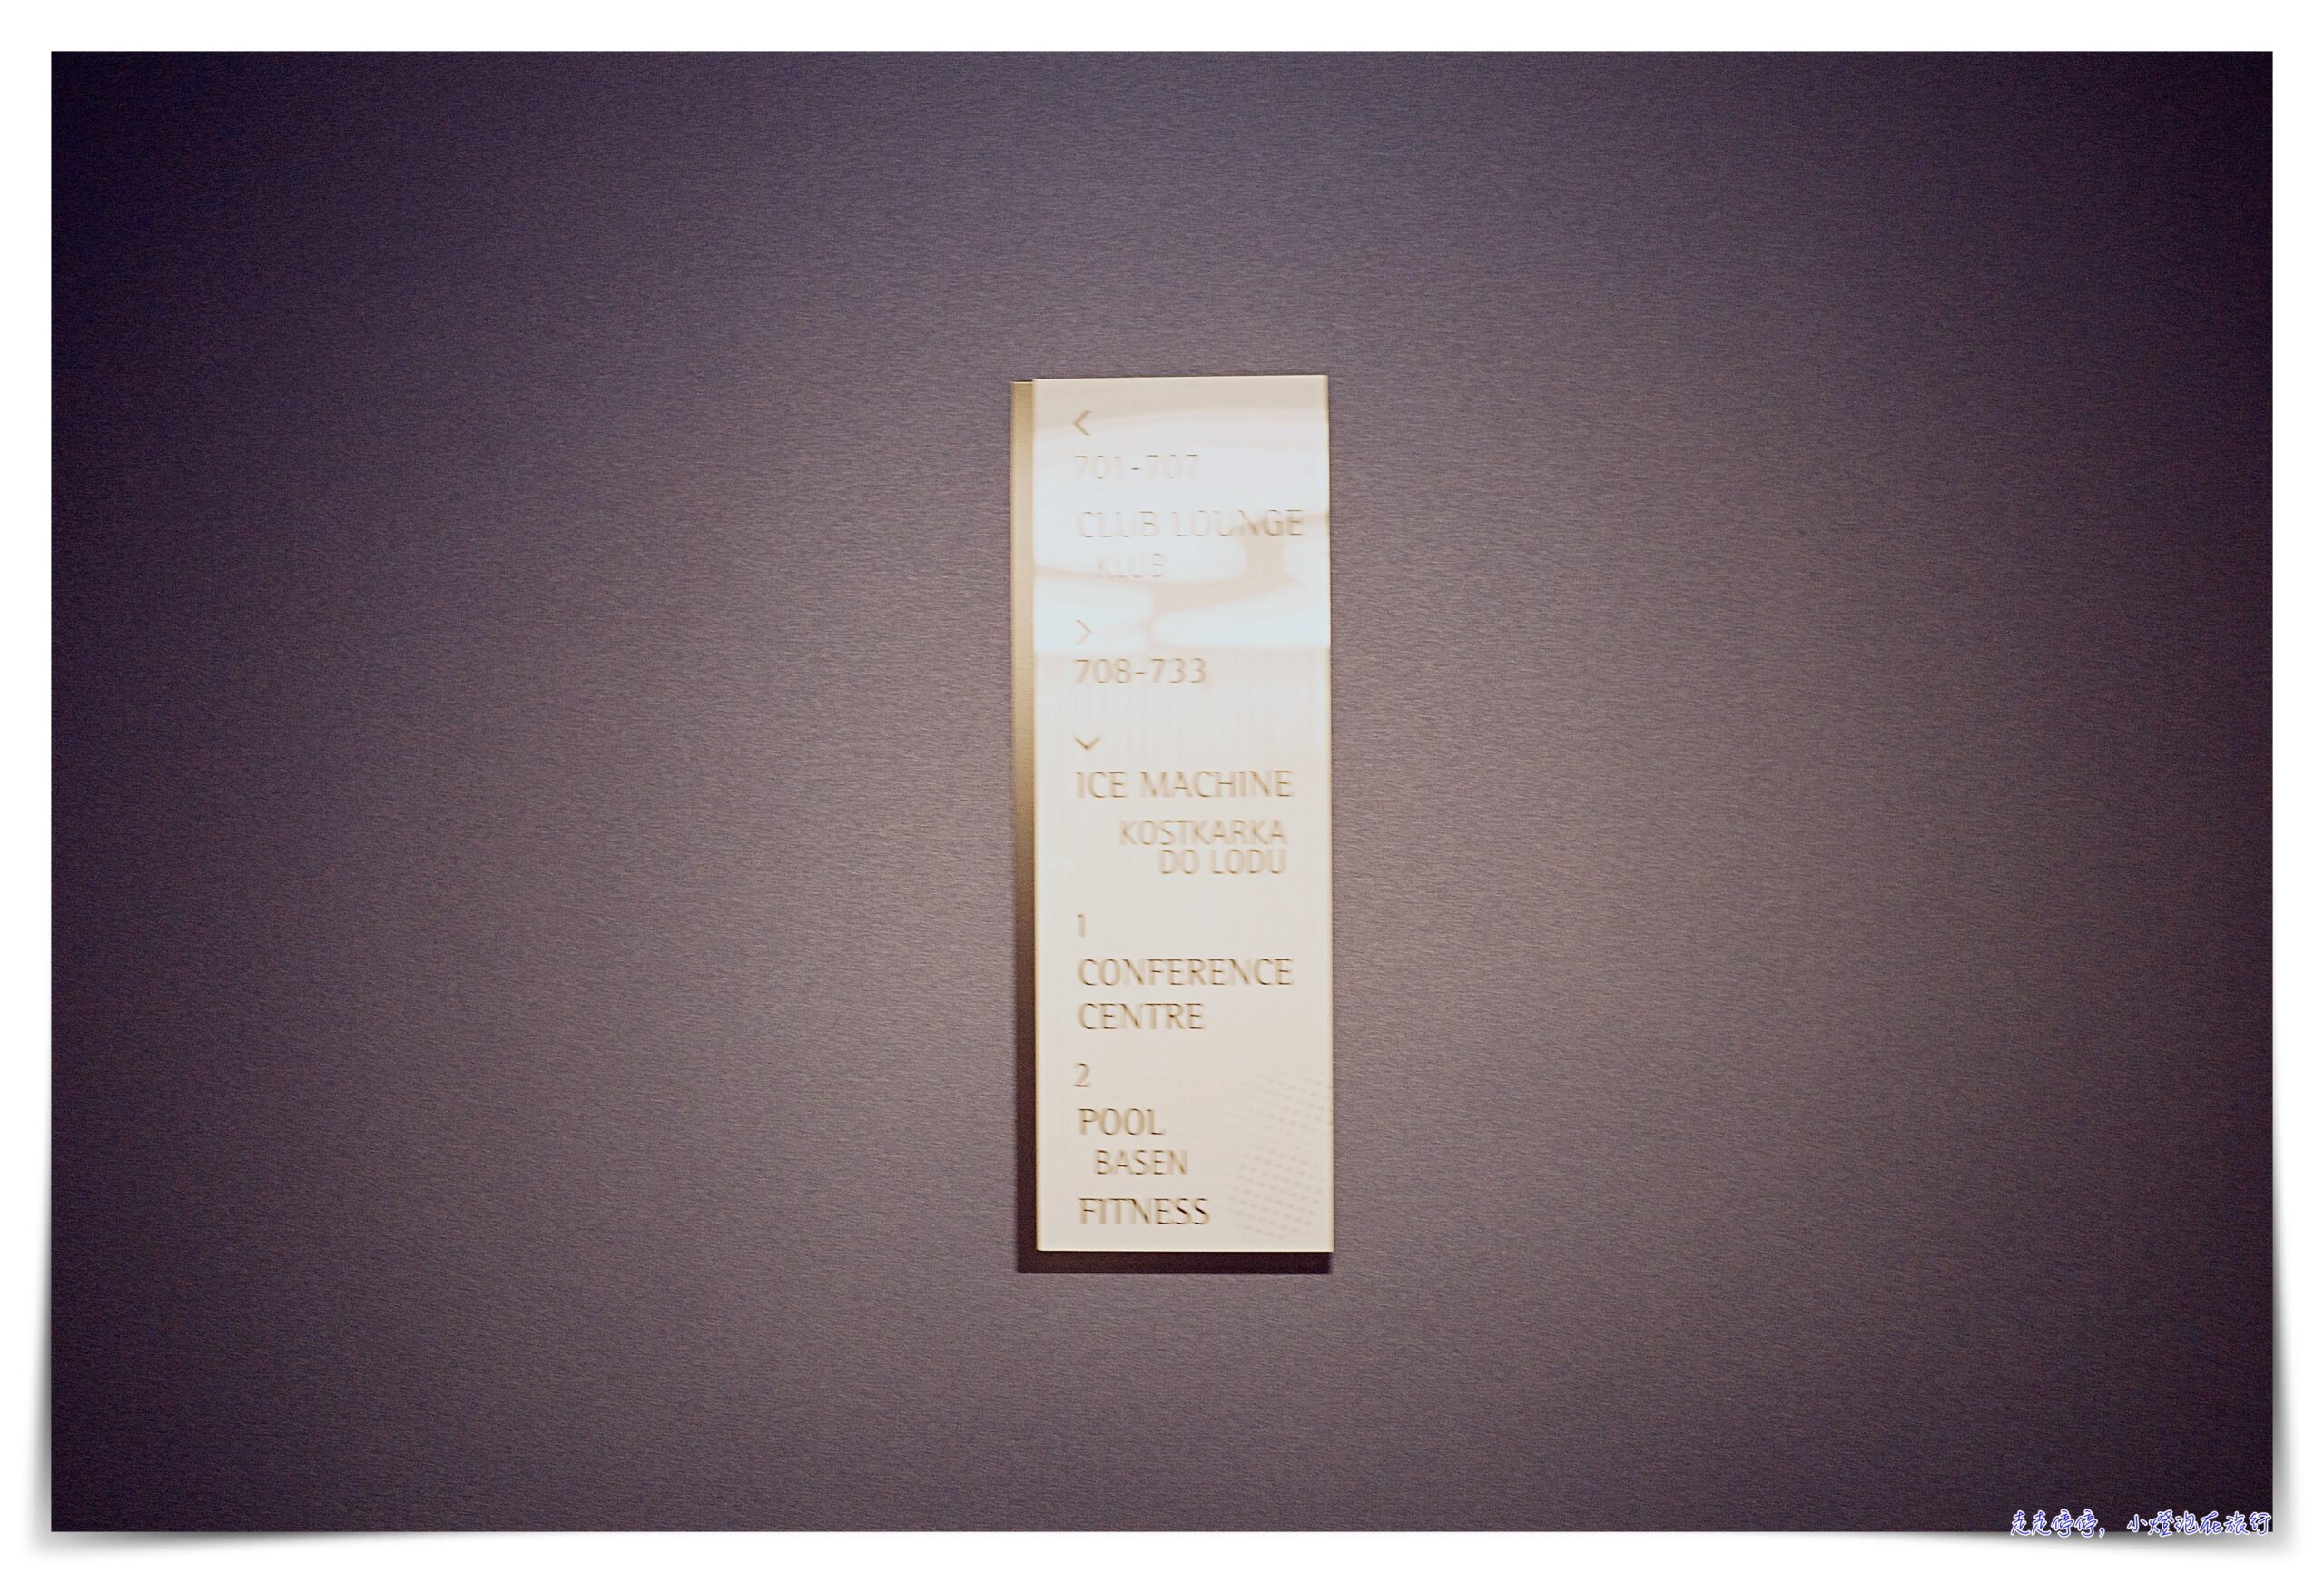 <
701-707
CLUB LOUNGE
KLUB
>
708-733
ICE MACHINE
KOSTKARKA
DO LODU
1
CONFERENCE
CENTRE
2
POOL
BASEN
FITNESS
走走停停，小燈泡在旅行